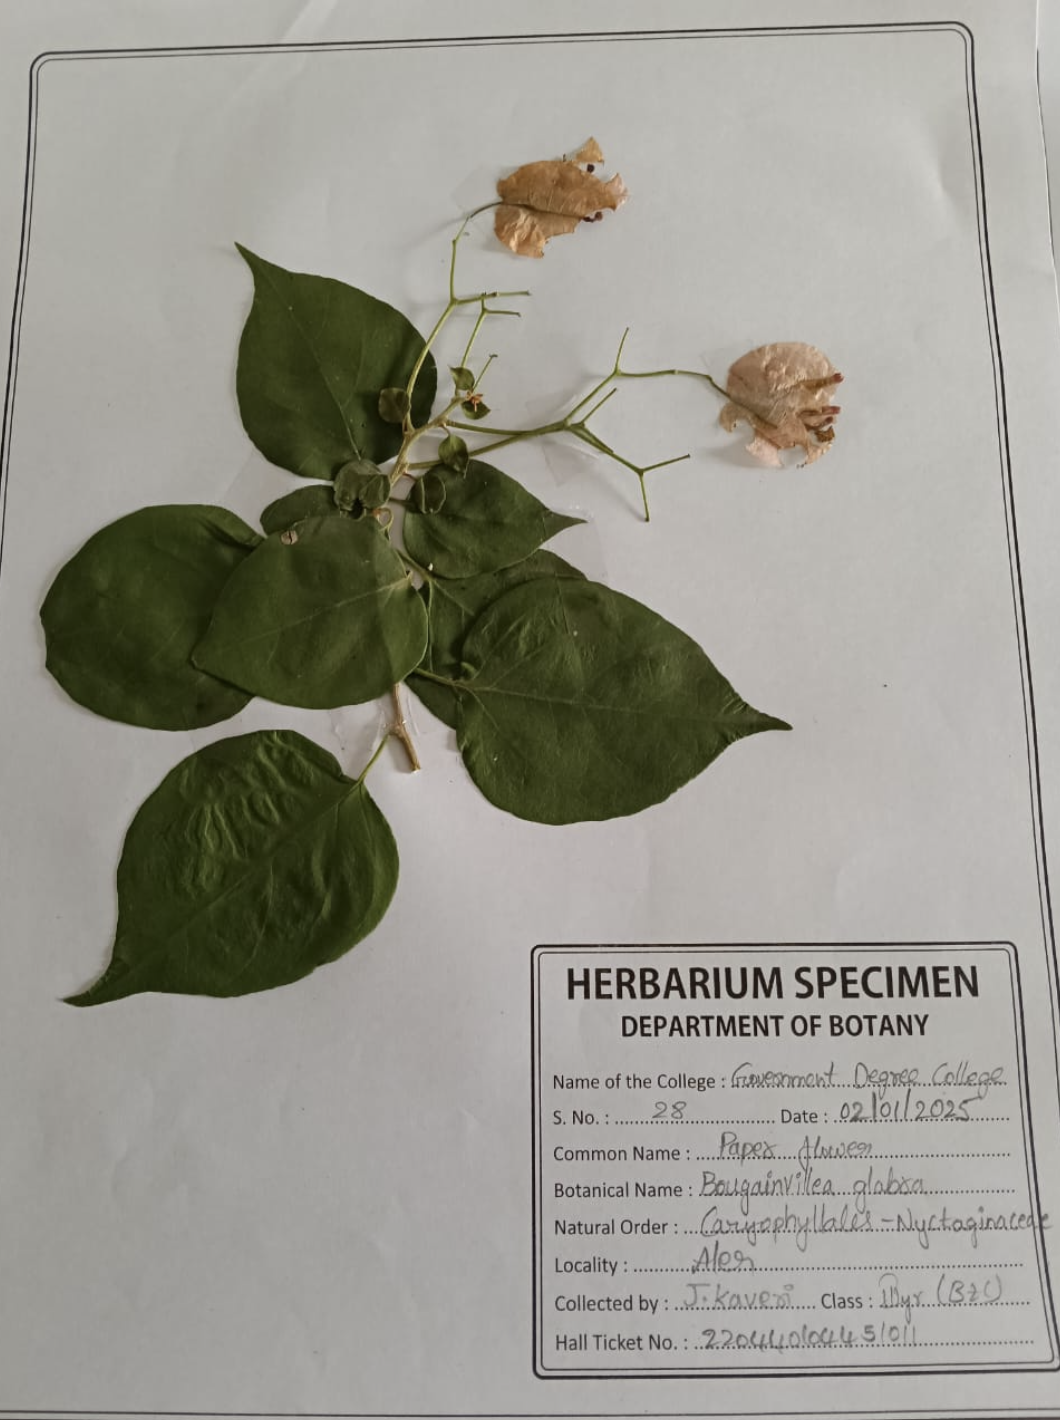 HERBARIUM SPECIMEN
DEPARTMENT OF BOTANY
Name of the College : Government Degree College
S. No. : 28 Date : 02/01/2025
Common Name : Paper flower
Botanical Name : Bougainvillea glabra
Natural Order : Caryophyllales - Nyctaginaceae
Locality : Aler
Collected by : J. Kaveri Class : yr (BZC)
Hall Ticket No. :